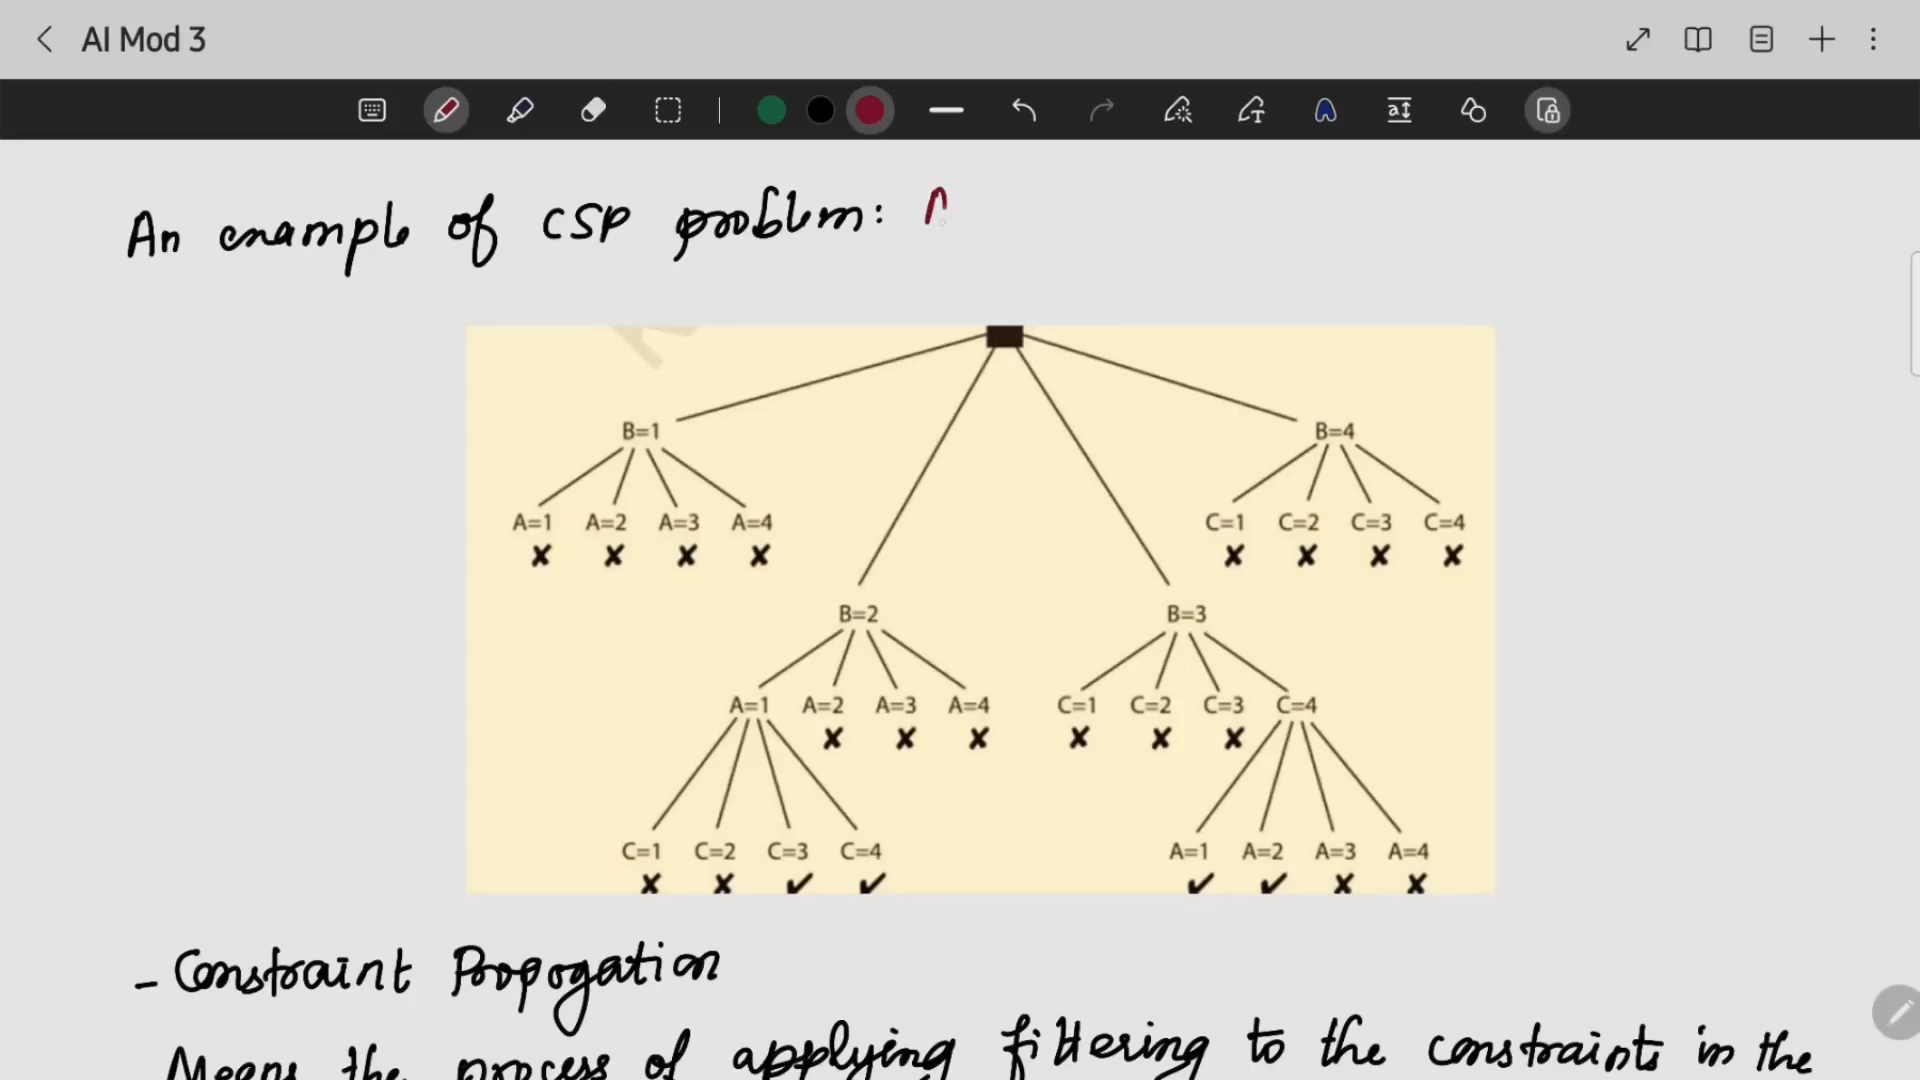 AI Mod 3
An example of CSP problem:
B=1 B=4
A=1 A=2 A=3 A=4 C=1 C=2 C=3 C=4
✘ ✘ ✘ ✘ ✘ ✘ ✘ ✘
B=2 B=3
A=1 A=2 A=3 A=4 C=1 C=2 C=3 C=4
✘ ✘ ✘ ✘ ✘ ✘
C=1 C=2 C=3 C=4 A=1 A=2 A=3 A=4
✘ ✘ ✔ ✔ ✔ ✔ ✘ ✘
- Constraint Propogation
Means the process of applying filtering to the constraints in the